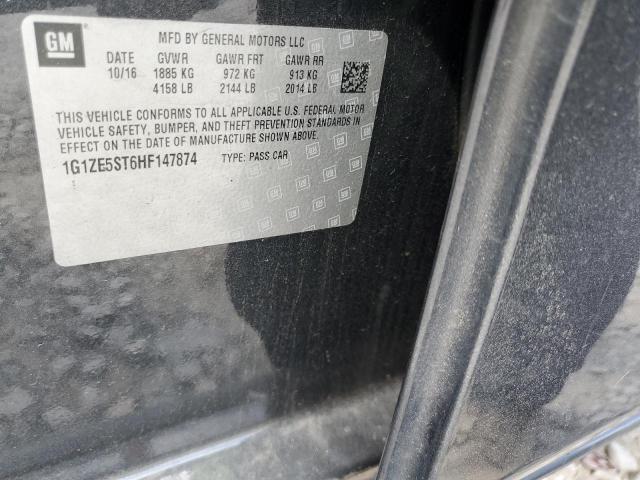 GM
MFD BY GENERAL MOTORS LLC
DATE GVWR GAWR FRT GAWR RR
10/16 1885 KG 972 KG 913 KG
4158 LB 2144 LB 2014 LB
THIS VEHICLE CONFORMS TO ALL APPLICABLE U.S. FEDERAL MOTOR
VEHICLE SAFETY, BUMPER, AND THEFT PREVENTION STANDARDS IN
EFFECT ON THE DATE OF MANUFACTURE SHOWN ABOVE.
1G1ZE5ST6HF147874 TYPE: PASS CAR